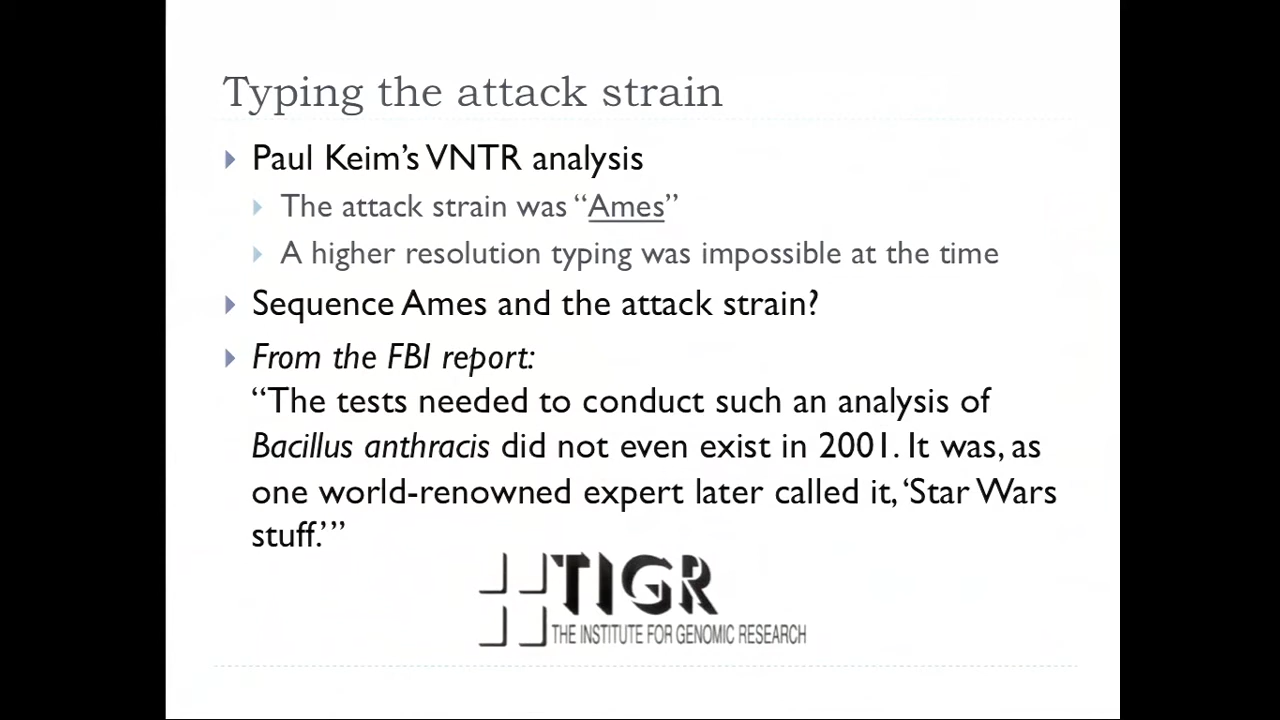 Typing the attack strain
Paul Keim's VNTR analysis
The attack strain was “Ames”
A higher resolution typing was impossible at the time
Sequence Ames and the attack strain?
From the FBI report:
“The tests needed to conduct such an analysis of
Bacillus anthracis did not even exist in 2001. It was, as
one world-renowned expert later called it, ‘Star Wars
stuff.’”
TIGR
THE INSTITUTE FOR GENOMIC RESEARCH